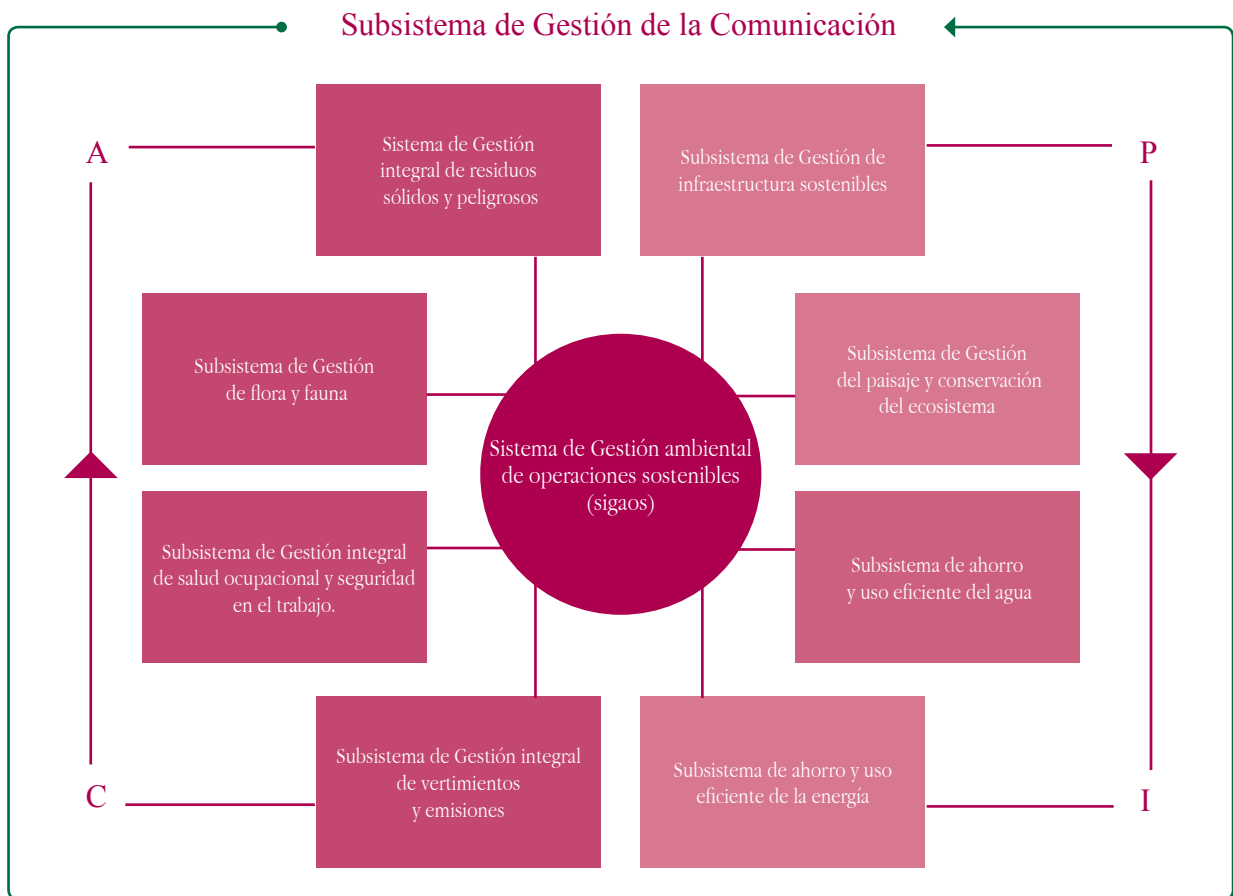 Subsistema de Gestión de la Comunicación
A
Sistema de Gestión
integral de residuos
sólidos y peligrosos
Subsistema de Gestión de
infraestructura sostenibles
P
Subsistema de Gestión
de flora y fauna
Subsistema de Gestión
del paisaje y conservación
del ecosistema
Sistema de Gestión ambiental
de operaciones sostenibles
(sigaos)
Subsistema de Gestión integral
de salud ocupacional y seguridad
en el trabajo.
Subsistema de ahorro
y uso eficiente del agua
C
Subsistema de Gestión integral
de vertimientos
y emisiones
Subsistema de ahorro y uso
eficiente de la energía
I